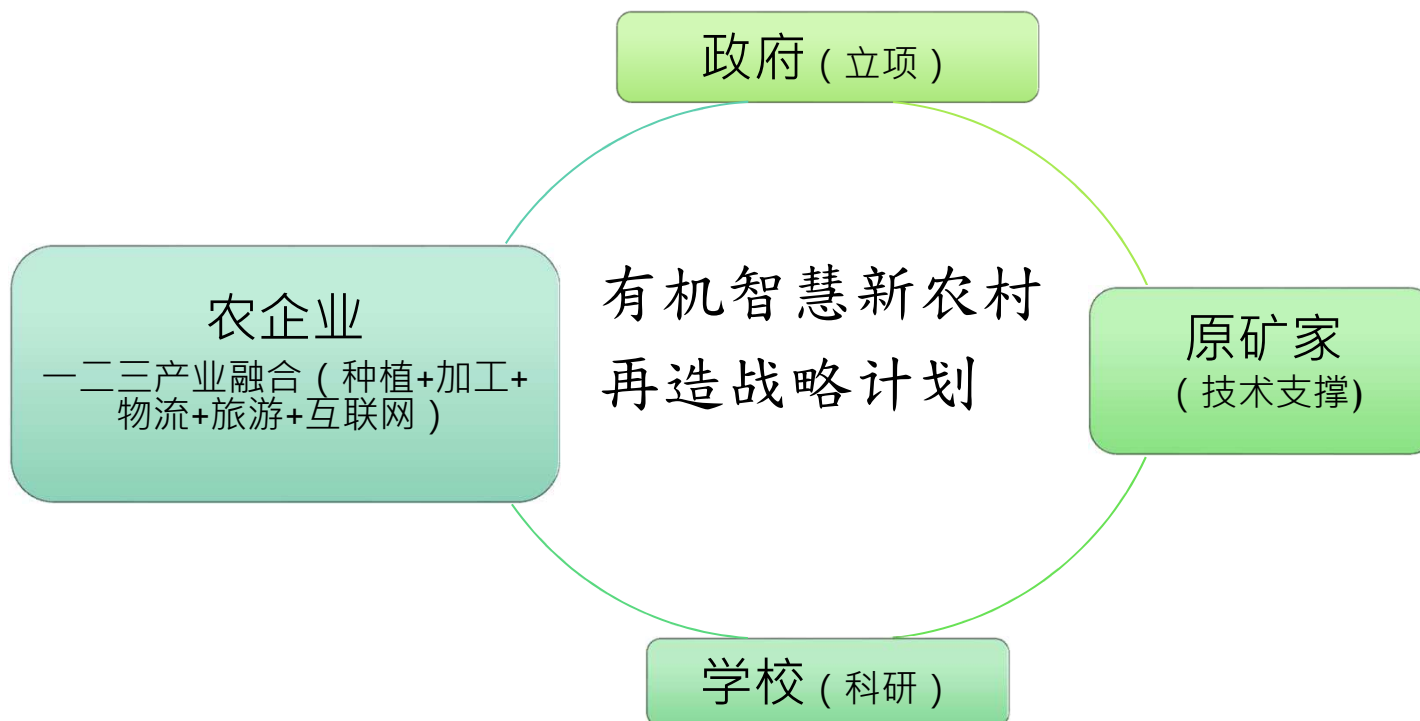 政府（立项）
农企业
一二三产业融合（种植+加工+
物流+旅游+互联网）
有机智慧新农村
再造战略计划
原矿家
（技术支撑)
学校（科研）